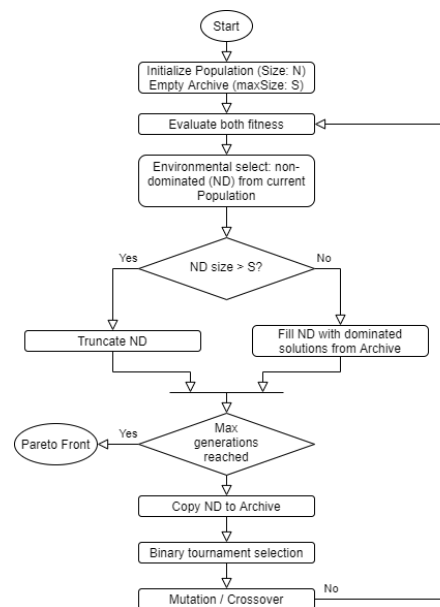 Start
Initialize Population (Size: N)
Empty Archive (maxSize: S)
Evaluate both fitness
Environmental select: non-
dominated (ND) from current
Population
Yes
ND size > S?
No
Truncate ND
Fill ND with dominated
solutions from Archive
Pareto Front
Yes
Max
generations
reached
Copy ND to Archive
Binary tournament selection
Mutation / Crossover
No